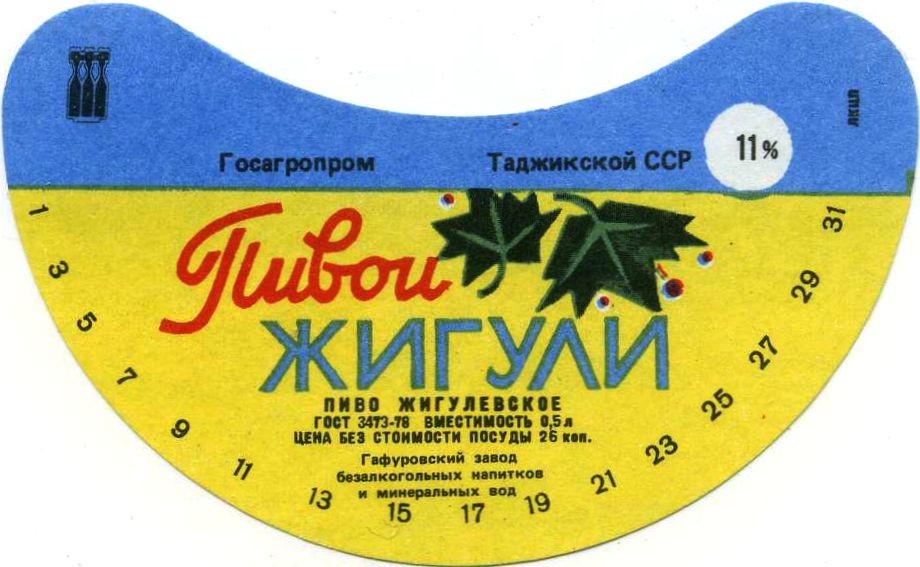 ЛКЦП
11%
Госагропром Таджикской ССР
Пивои
ЖИГУЛИ
ПИВО ЖИГУЛЕВСКОЕ
ГОСТ 3473-78 ВМЕСТИМОСТЬ 0,5 л
ЦЕНА БЕЗ СТОИМОСТИ ПОСУДЫ 26 коп.
Гафуровский завод
безалкогольных напитков
и минеральных вод
1 3 5 7 9 11 13 15 17 19 21 23 25 27 29 31